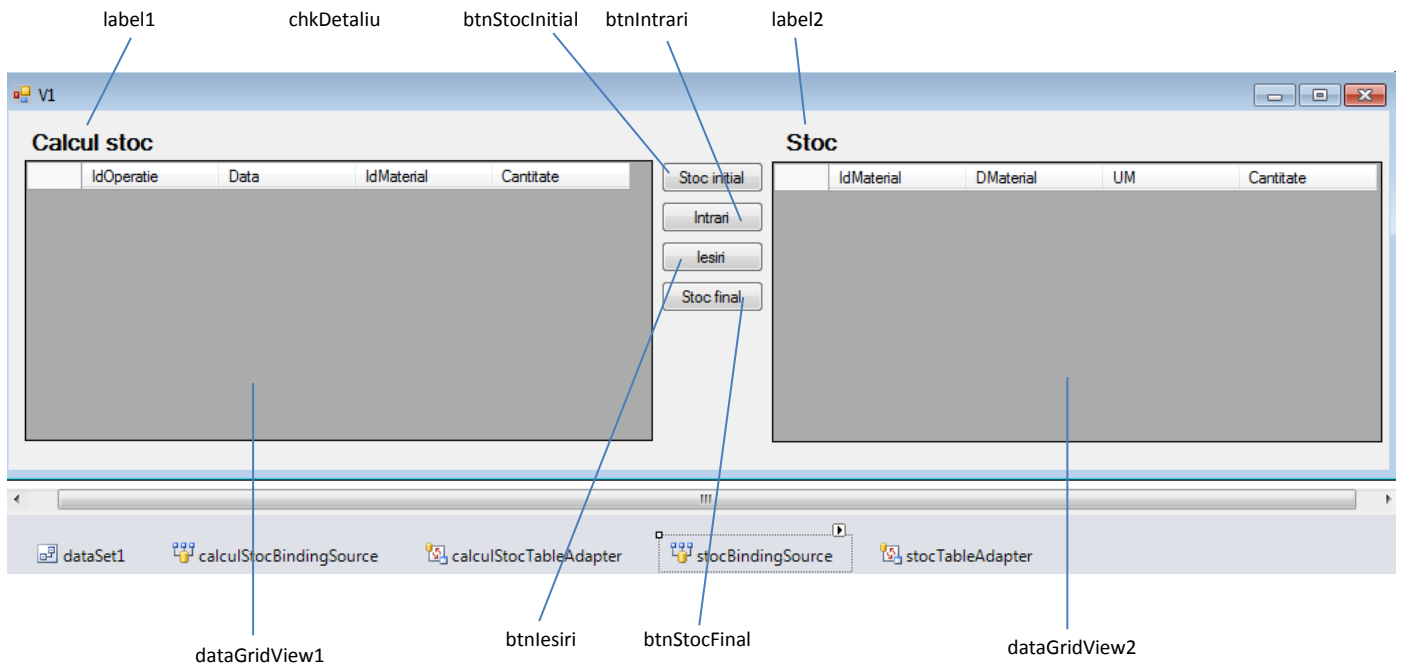 label1 chkDetaliu btnStocInitial btnIntrari label2
V1
Calcul stoc Stoc
IdOperatie Data IdMaterial Cantitate Stoc initial IdMaterial DMaterial UM Cantitate
Intrari
Iesiri
Stoc final
dataSet1 calculStocBindingSource calculStocTableAdapter stocBindingSource stocTableAdapter
dataGridView1 btnIesiri btnStocFinal dataGridView2